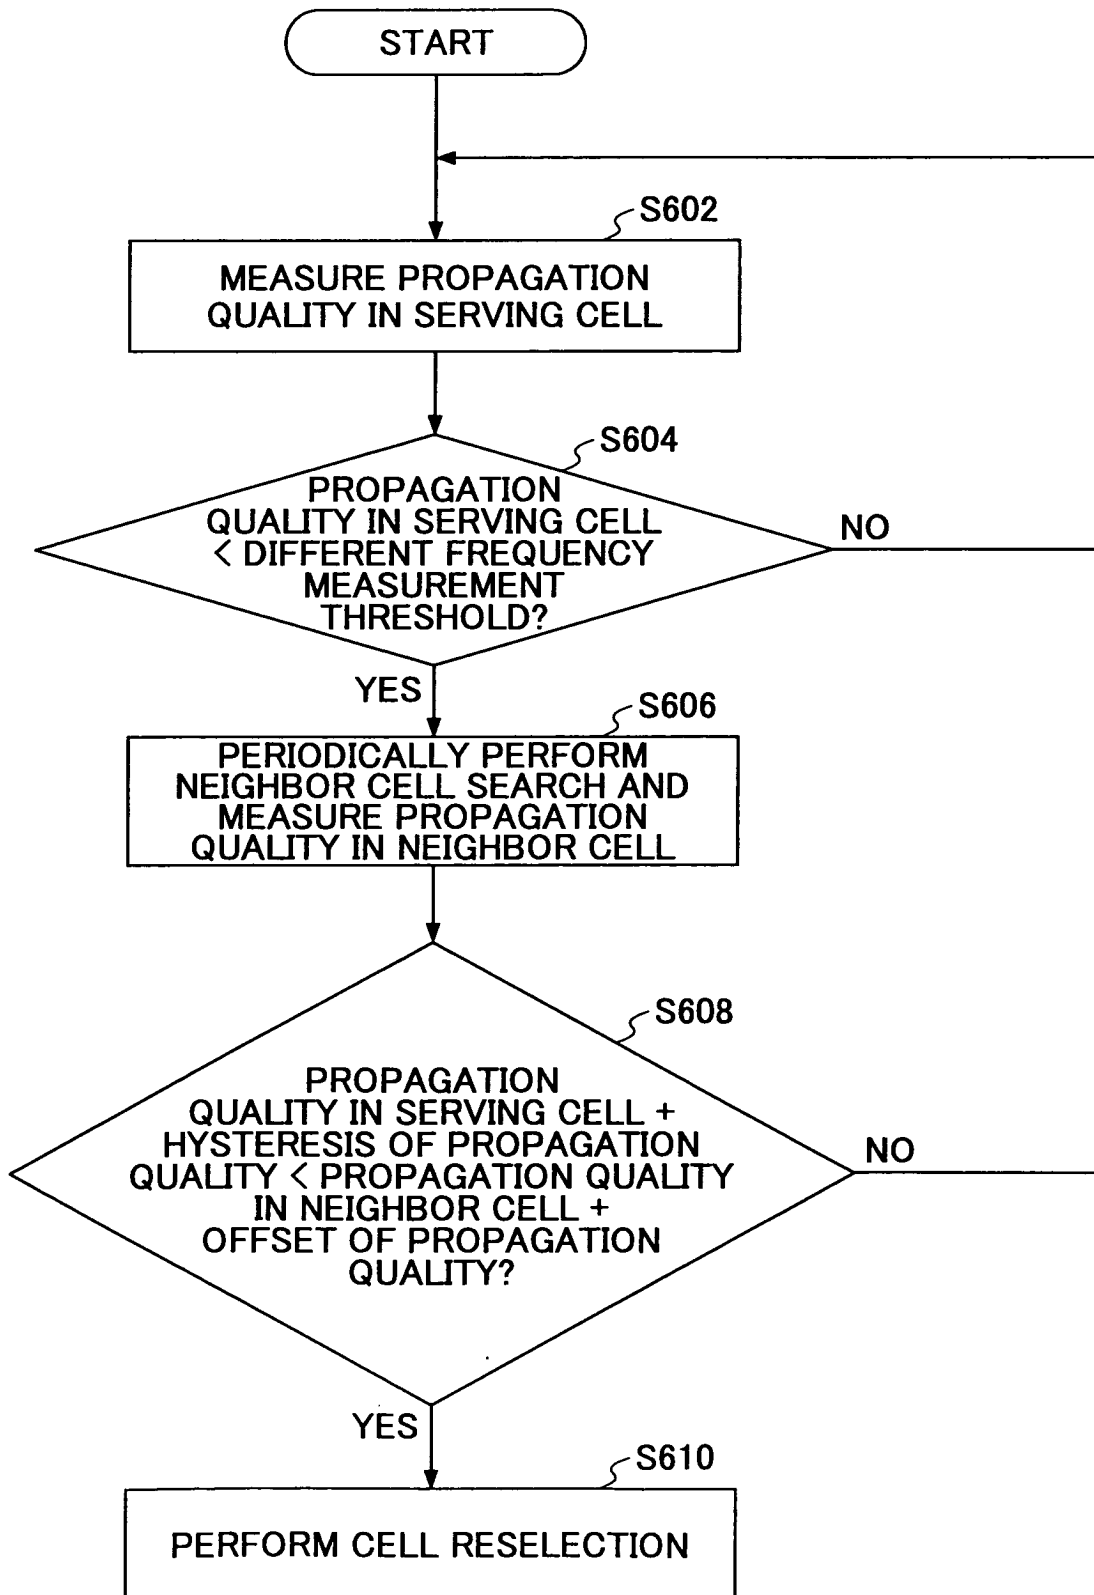 START
S602
MEASURE PROPAGATION
QUALITY IN SERVING CELL
S604
PROPAGATION
QUALITY IN SERVING CELL
< DIFFERENT FREQUENCY
MEASUREMENT
THRESHOLD?
NO
YES
S606
PERIODICALLY PERFORM
NEIGHBOR CELL SEARCH AND
MEASURE PROPAGATION
QUALITY IN NEIGHBOR CELL
S608
PROPAGATION
QUALITY IN SERVING CELL +
HYSTERESIS OF PROPAGATION
QUALITY < PROPAGATION QUALITY
IN NEIGHBOR CELL +
OFFSET OF PROPAGATION
QUALITY?
NO
YES
S610
PERFORM CELL RESELECTION